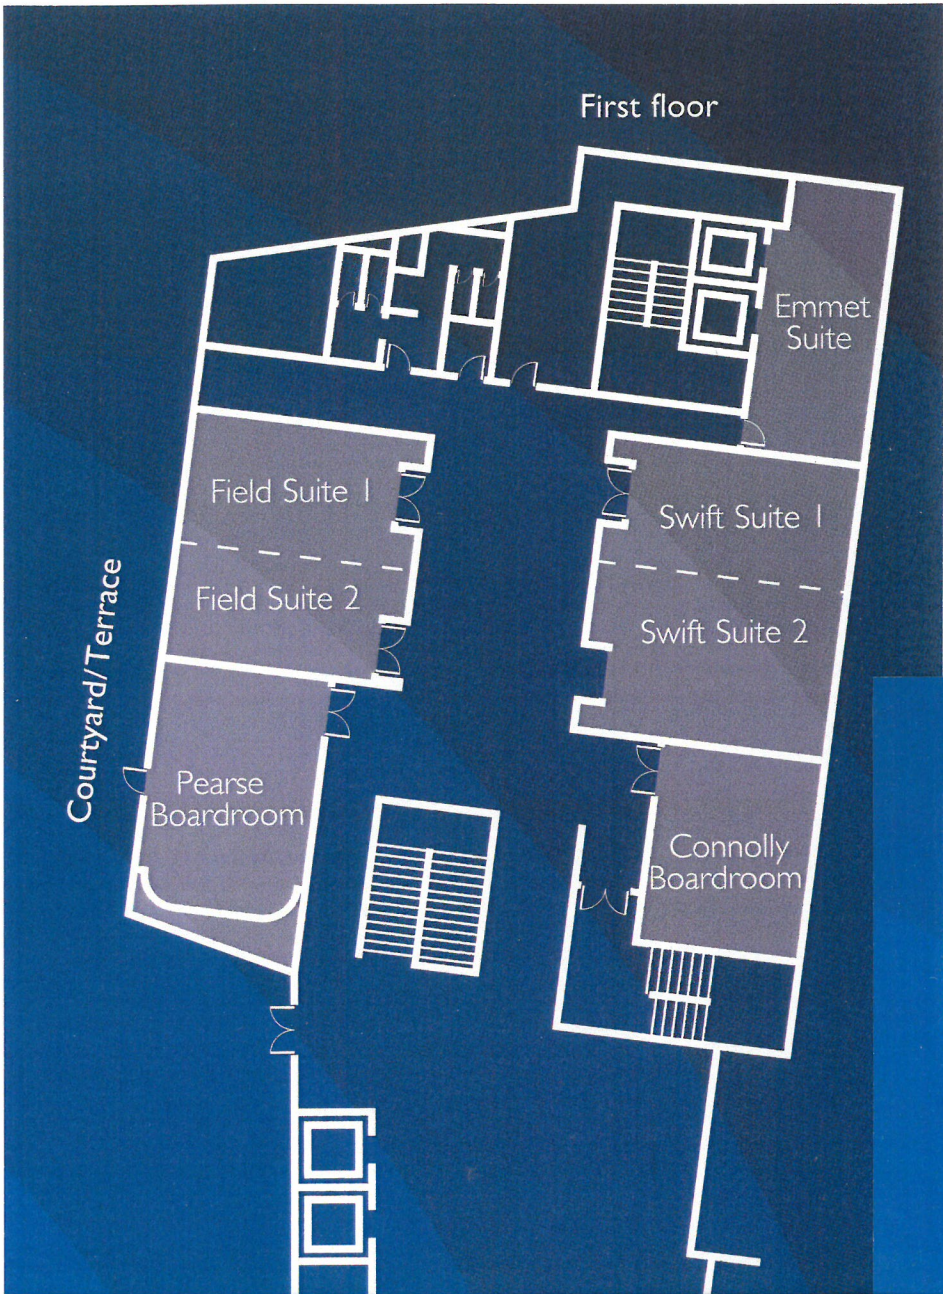 First floor
Emmet
Suite
Field Suite 1
Swift Suite 1
Field Suite 2
Swift Suite 2
Courtyard/Terrace
Pearse
Boardroom
Connolly
Boardroom